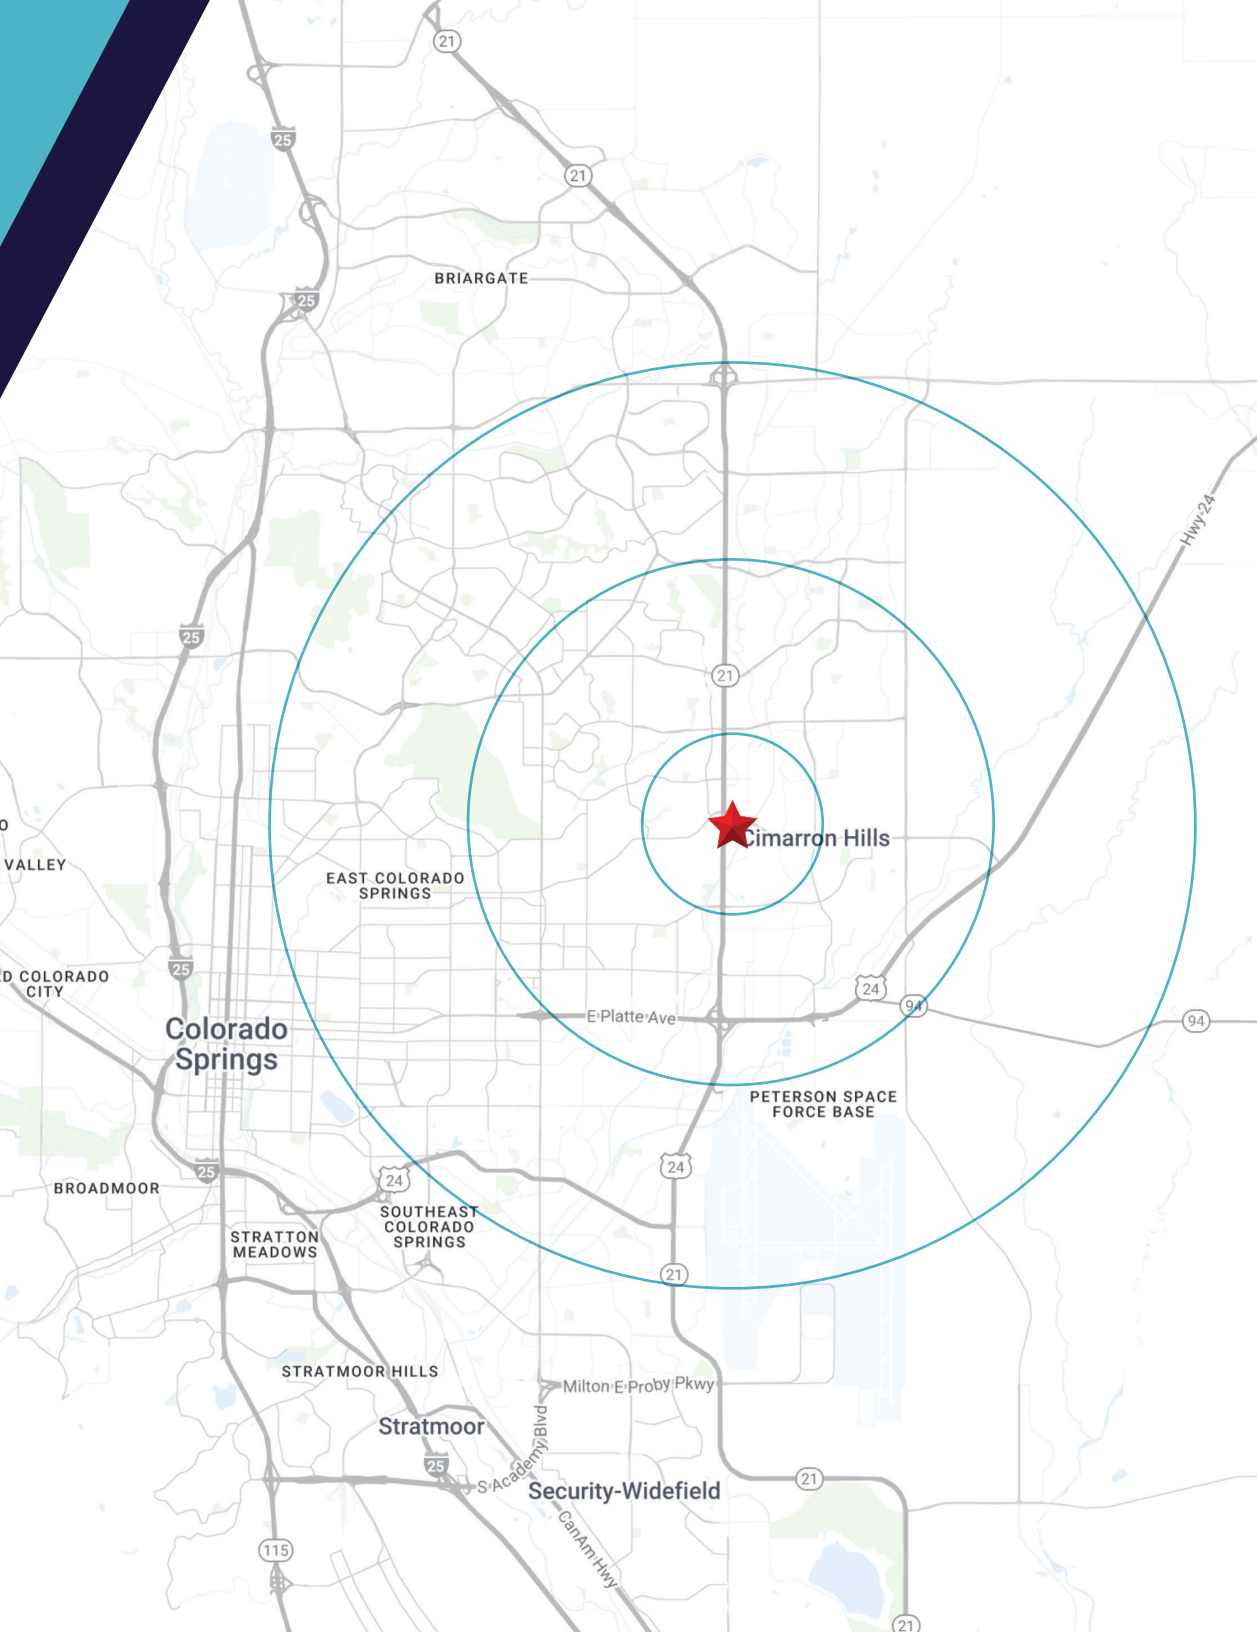 21
25
21
BRIARGATE
25
Hwy 24
25
21
Cimarron Hills
O
VALLEY
EAST COLORADO
SPRINGS
25
D COLORADO
CITY
24
94
E Platte Ave
94
Colorado
Springs
PETERSON SPACE
FORCE BASE
24
25
24
BROADMOOR
SOUTHEAST
COLORADO
SPRINGS
STRATTON
MEADOWS
21
STRATMOOR HILLS
Milton E Proby Pkwy
Stratmoor
25
S Academy Blvd
21
Security-Widefield
CanAm Hwy
115
21